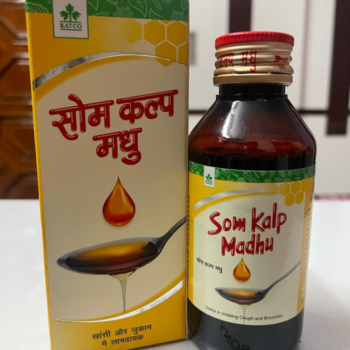 KATCO
सोम कल्प
मधु
खांसी और जुकाम
में लाभदायक
Som Kalp
Madhu
सोम कल्प मधु
Useful in Irritating Cough and Bronchitis